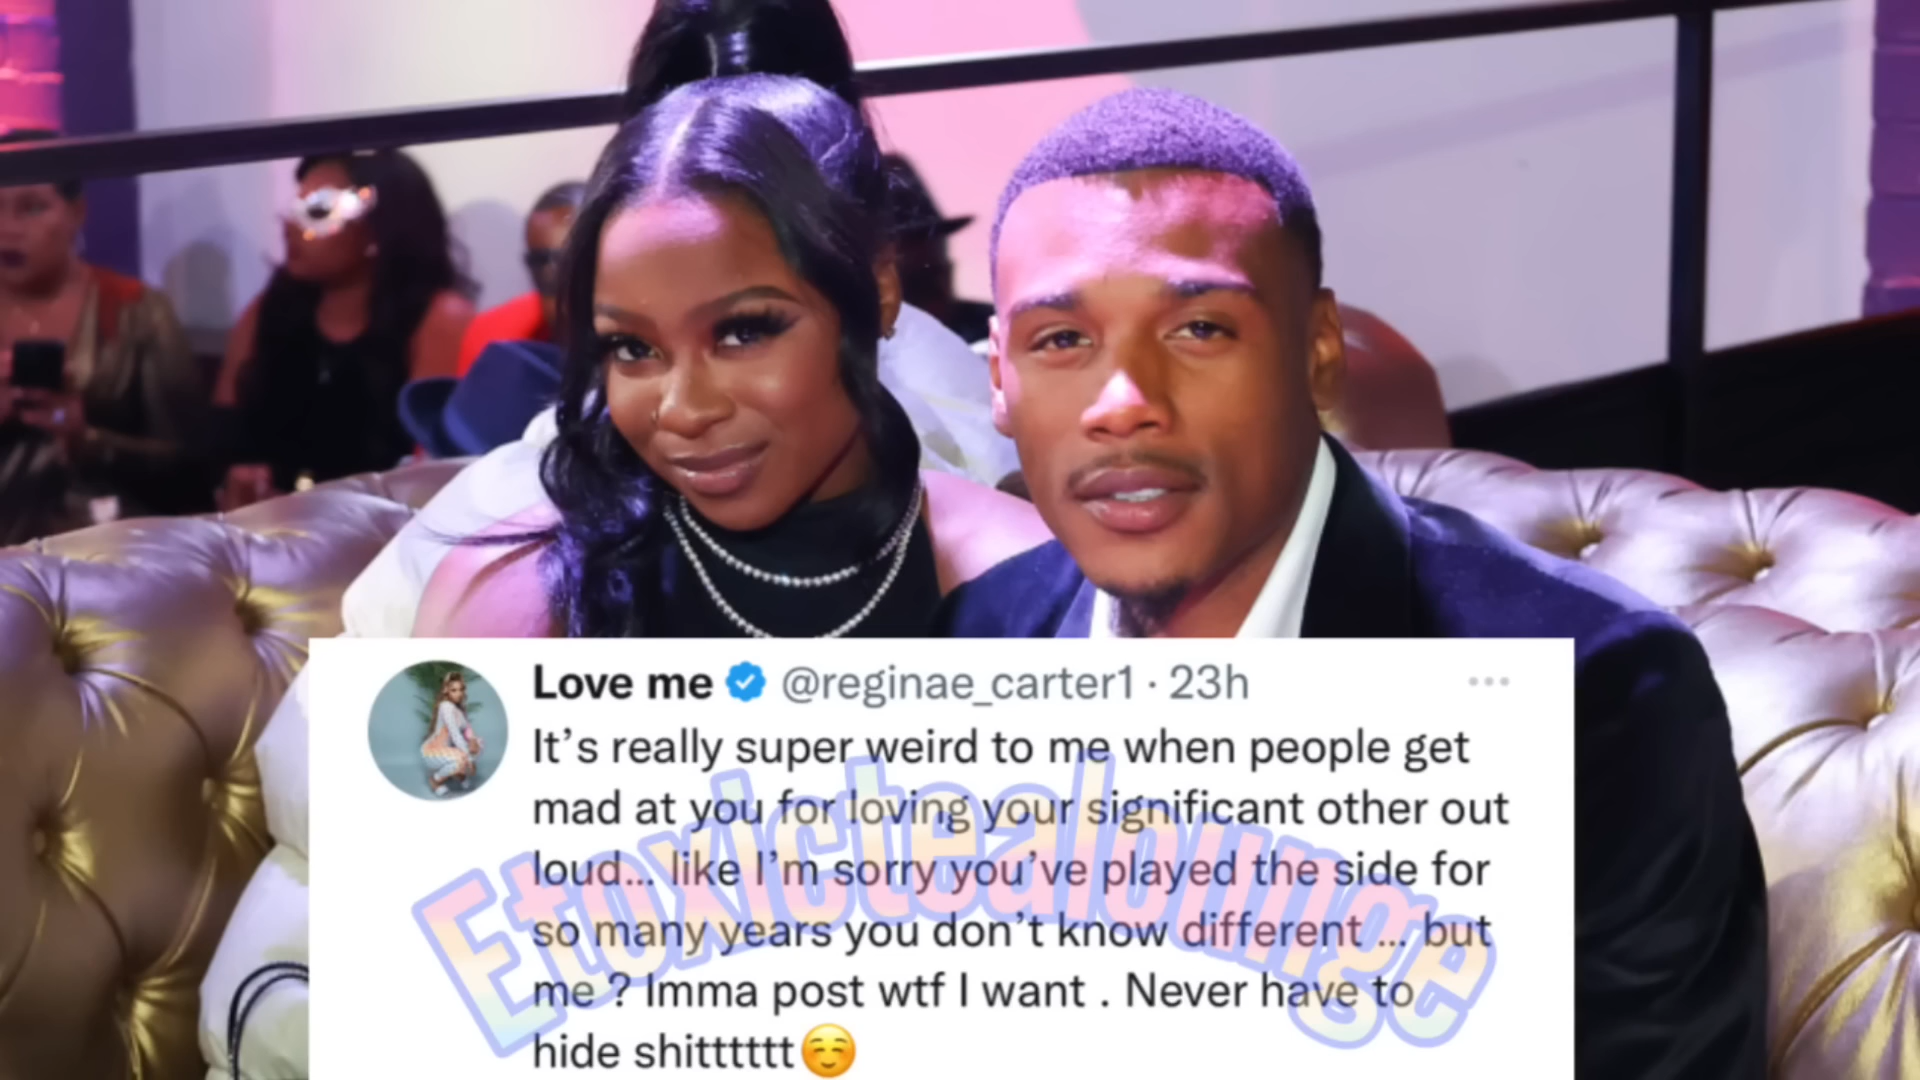 Love me @reginae_carter1 · 23h
It’s really super weird to me when people get
mad at you for loving your significant other out
loud... like I’m sorry you’ve played the side for
so many years you don’t know different ... but
me ? Imma post wtf I want . Never have to
hide shitttttt☺️
Etoxictealounge